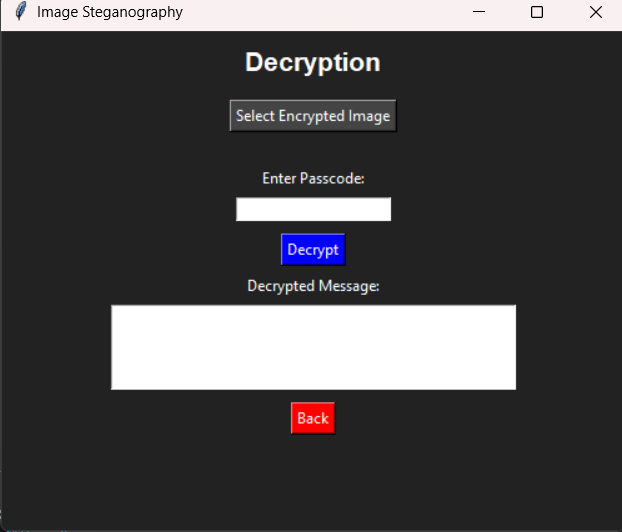 Image Steganography
Decryption
Select Encrypted Image
Enter Passcode:
Decrypt
Decrypted Message:
Back